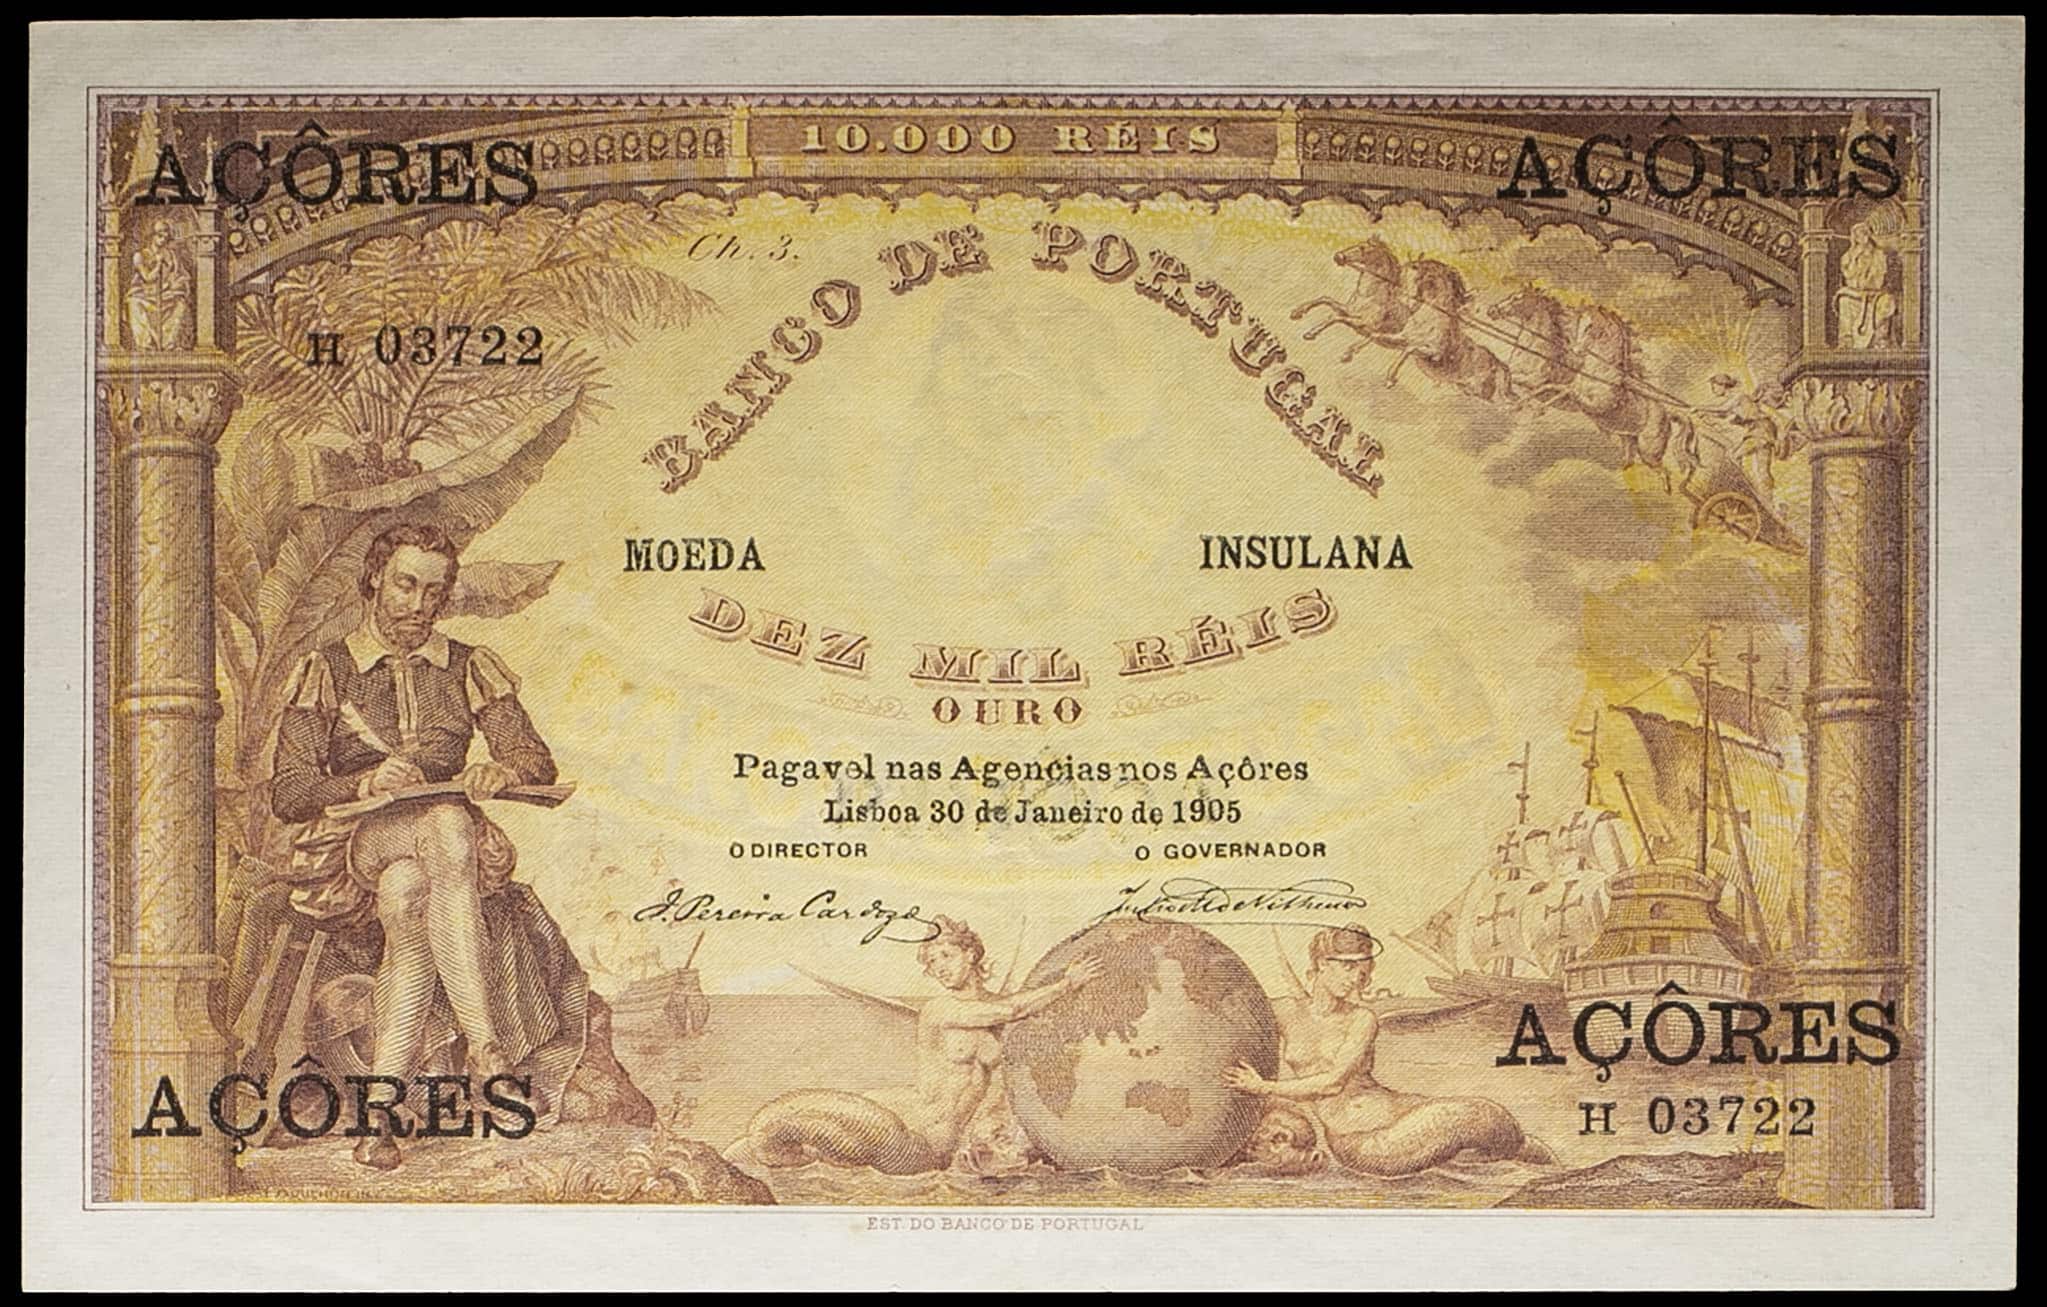 10.000 RÉIS
AÇÔRES
AÇÔRES
Ch. 3.
BANCO DE PORTUGAL
H 03722
MOEDA INSULANA
DEZ MIL RÉIS
OURO
Pagavel nas Agencias nos Açôres
Lisboa 30 de Janeiro de 1905
O DIRECTOR
O GOVERNADOR
J. Pereira Cardozo
AÇÔRES
AÇÔRES
H 03722
EST. DO BANCO DE PORTUGAL